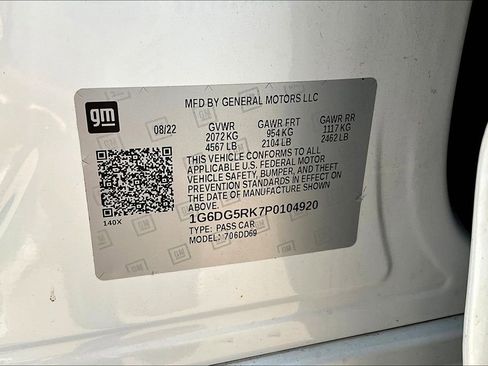 MFD BY GENERAL MOTORS LLC
gm
08/22 GVWR GAWR FRT GAWR RR
2072 KG 954 KG 1117 KG
4567 LB 2104 LB 2462 LB
THIS VEHICLE CONFORMS TO ALL
APPLICABLE U.S. FEDERAL MOTOR
VEHICLE SAFETY, BUMPER, AND THEFT
PREVENTION STANDARDS IN EFFECT ON
THE DATE OF MANUFACTURE SHOWN
ABOVE.
1G6DG5RK7P0104920
140X
TYPE: PASS CAR
MODEL: 706DD69